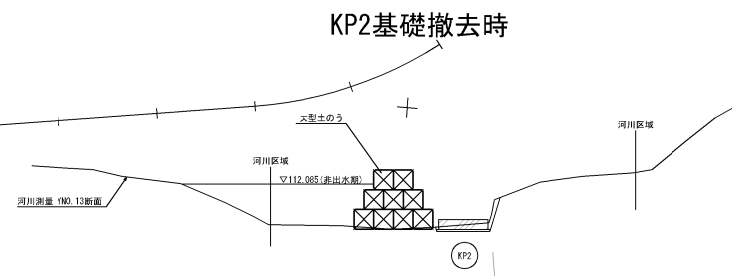 KP2基礎撤去時
大型土のう
河川区域
河川区域
▽112.085(非出水期)
河川測量 YNO.13断面
KP2